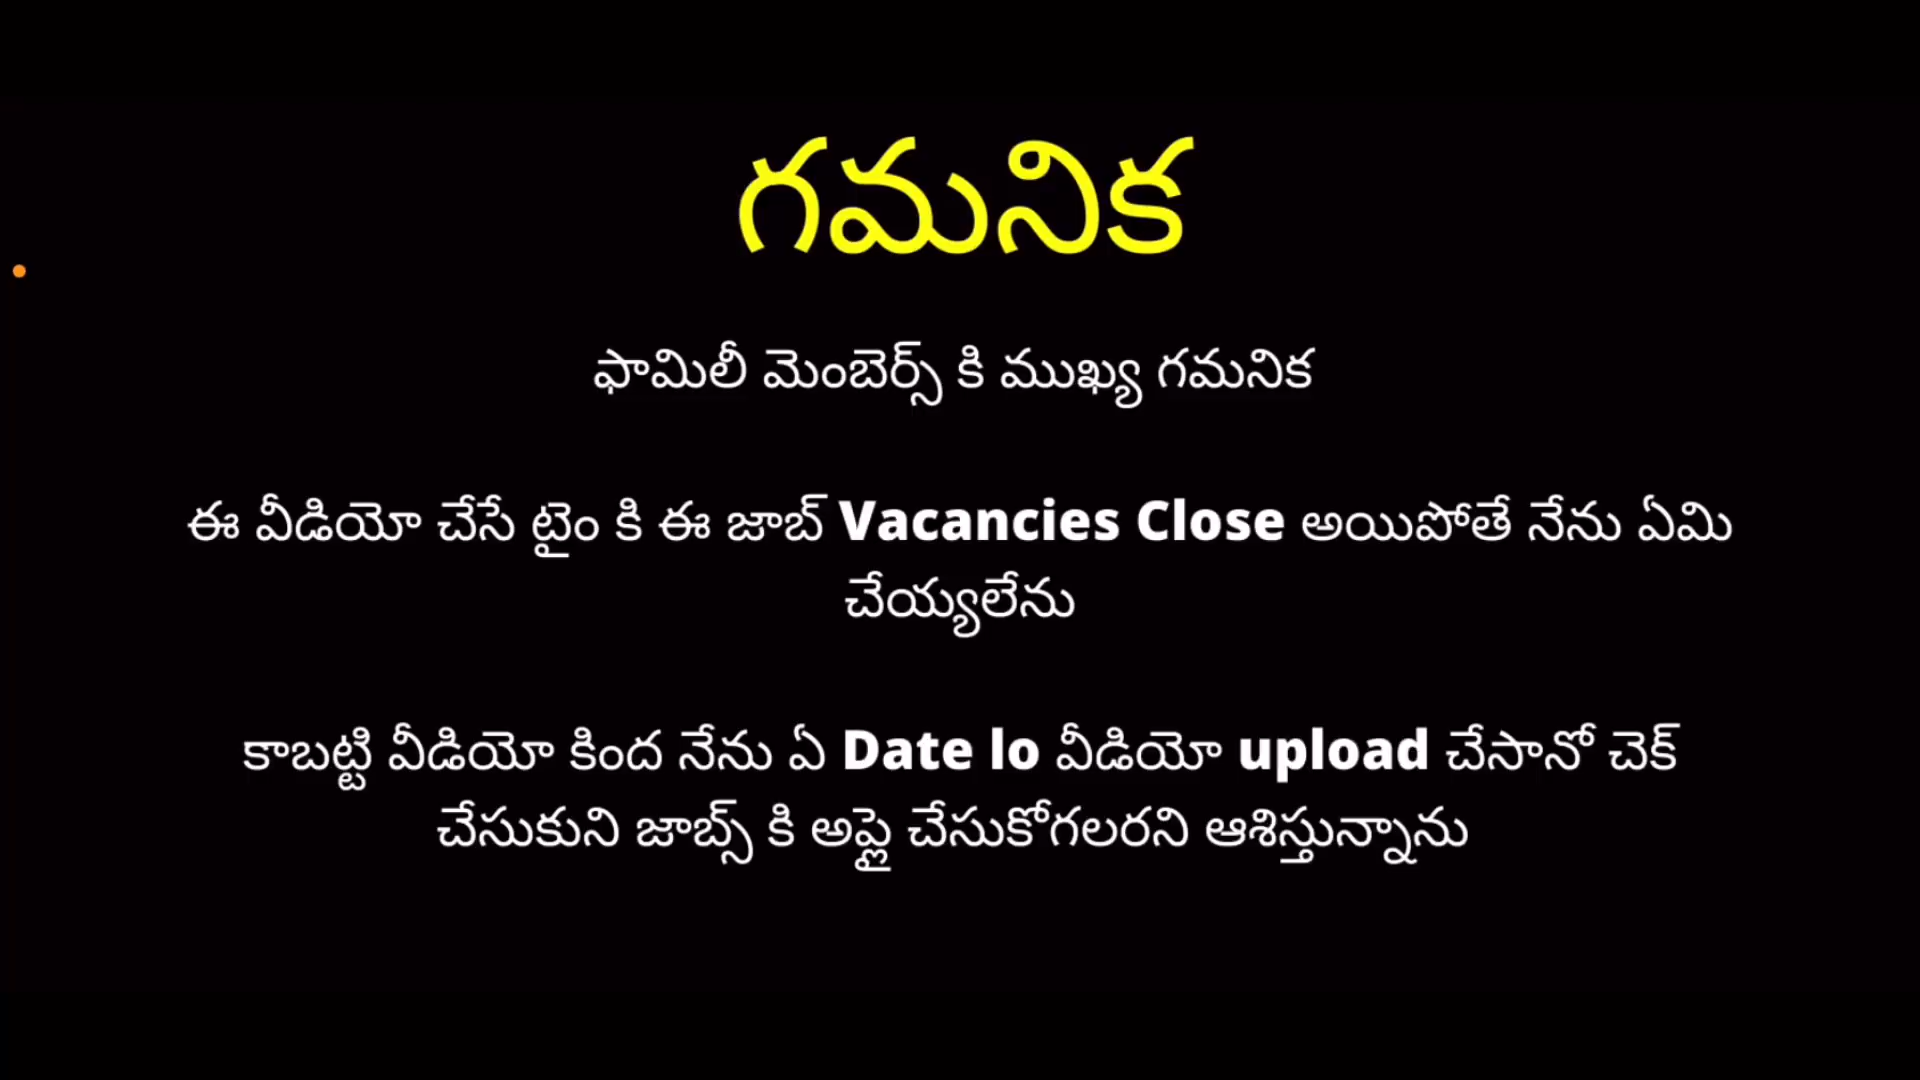 గమనిక
ఫామిలీ మెంబెర్స్ కి ముఖ్య గమనిక
ఈ వీడియో చేసే టైం కి ఈ జాబ్ Vacancies Close అయిపోతే నేను ఏమి
చేయ్యలేను
కాబట్టి వీడియో కింద నేను ఏ Date lo వీడియో upload చేసానో చెక్
చేసుకుని జాబ్స్ కి అప్లై చేసుకోగలరని ఆశిస్తున్నాను